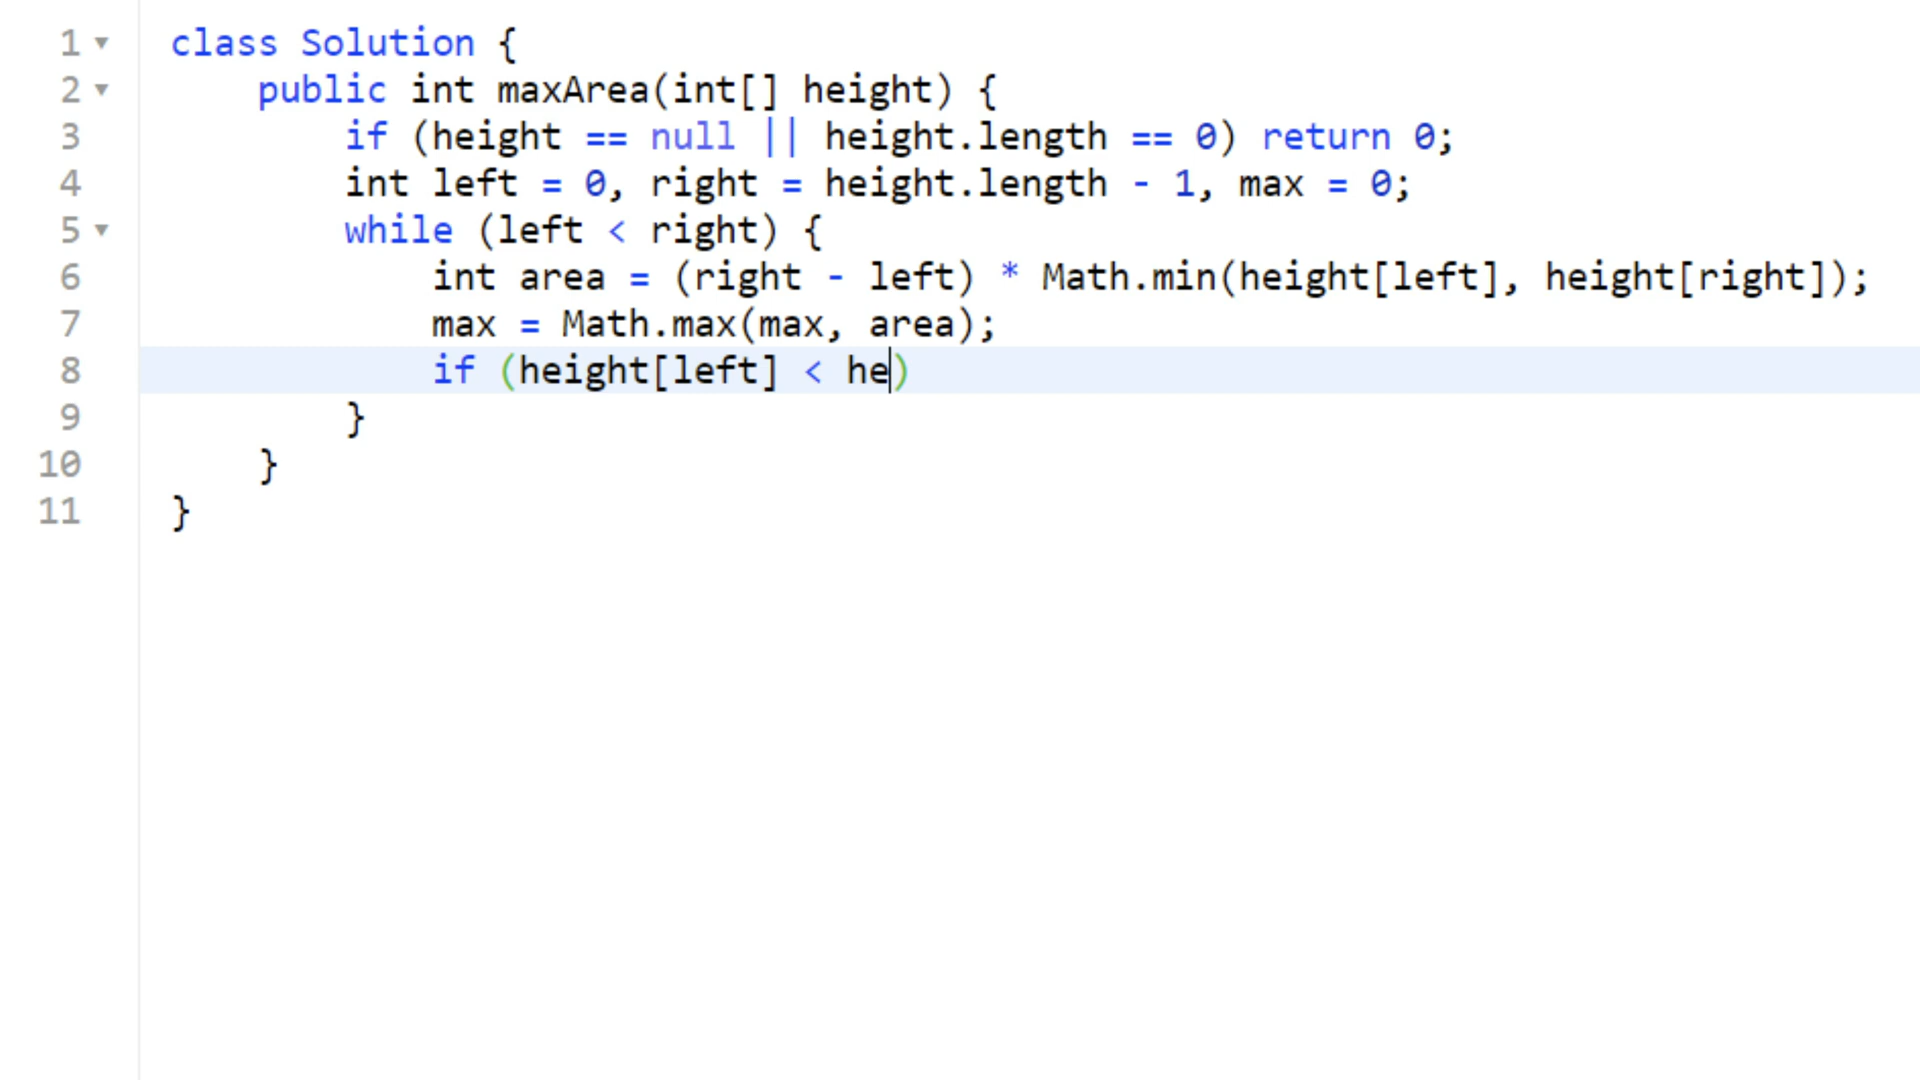 1 class Solution {
2 public int maxArea(int[] height) {
3 if (height == null || height.length == 0) return 0;
4 int left = 0, right = height.length - 1, max = 0;
5 while (left < right) {
6 int area = (right - left) * Math.min(height[left], height[right]);
7 max = Math.max(max, area);
8 if (height[left] < he)
9 }
10 }
11 }